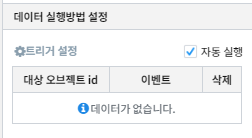 데이터 실행방법 설정
트리거 설정 자동 실행
대상 오브젝트 id 이벤트 삭제
데이터가 없습니다.